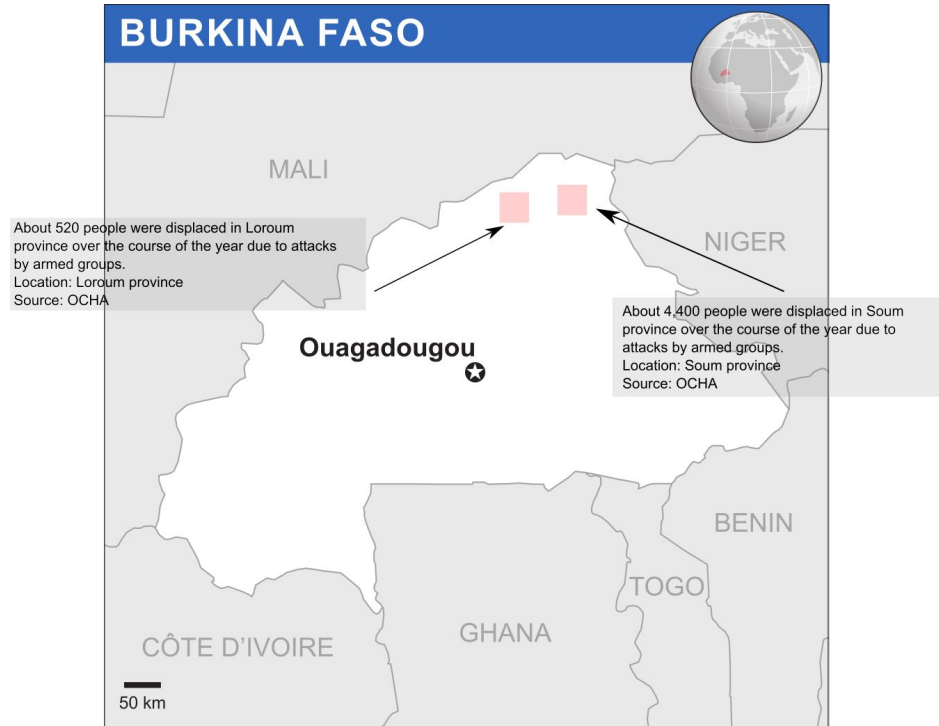 BURKINA FASO
MALI
About 520 people were displaced in Loroum
province over the course of the year due to attacks
by armed groups.
Location: Loroum province
Source: OCHA
NIGER
About 4,400 people were displaced in Soum
province over the course of the year due to
attacks by armed groups.
Location: Soum province
Source: OCHA
Ouagadougou
BENIN
TOGO
GHANA
CÔTE D'IVOIRE
50 km